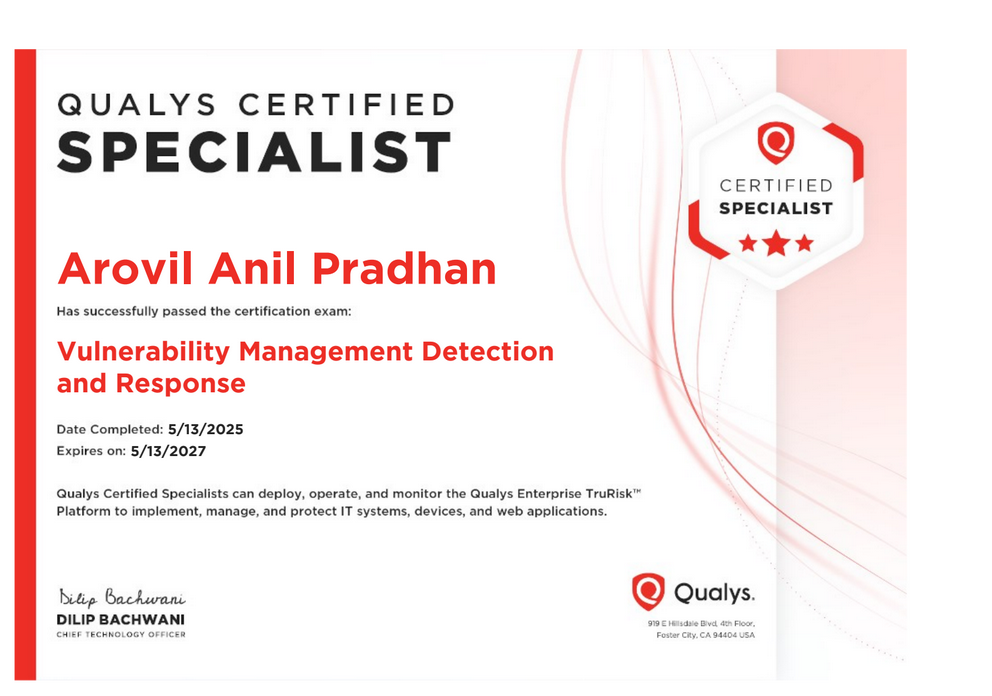 QUALYS CERTIFIED
SPECIALIST
CERTIFIED
SPECIALIST
Arovil Anil Pradhan
Has successfully passed the certification exam:
Vulnerability Management Detection
and Response
Date Completed: 5/13/2025
Expires on: 5/13/2027
Qualys Certified Specialists can deploy, operate, and monitor the Qualys Enterprise TruRisk™
Platform to implement, manage, and protect IT systems, devices, and web applications.
Dilip Bachwani
DILIP BACHWANI
CHIEF TECHNOLOGY OFFICER
Qualys.
919 E Hillsdale Blvd, 4th Floor,
Foster City, CA 94404 USA